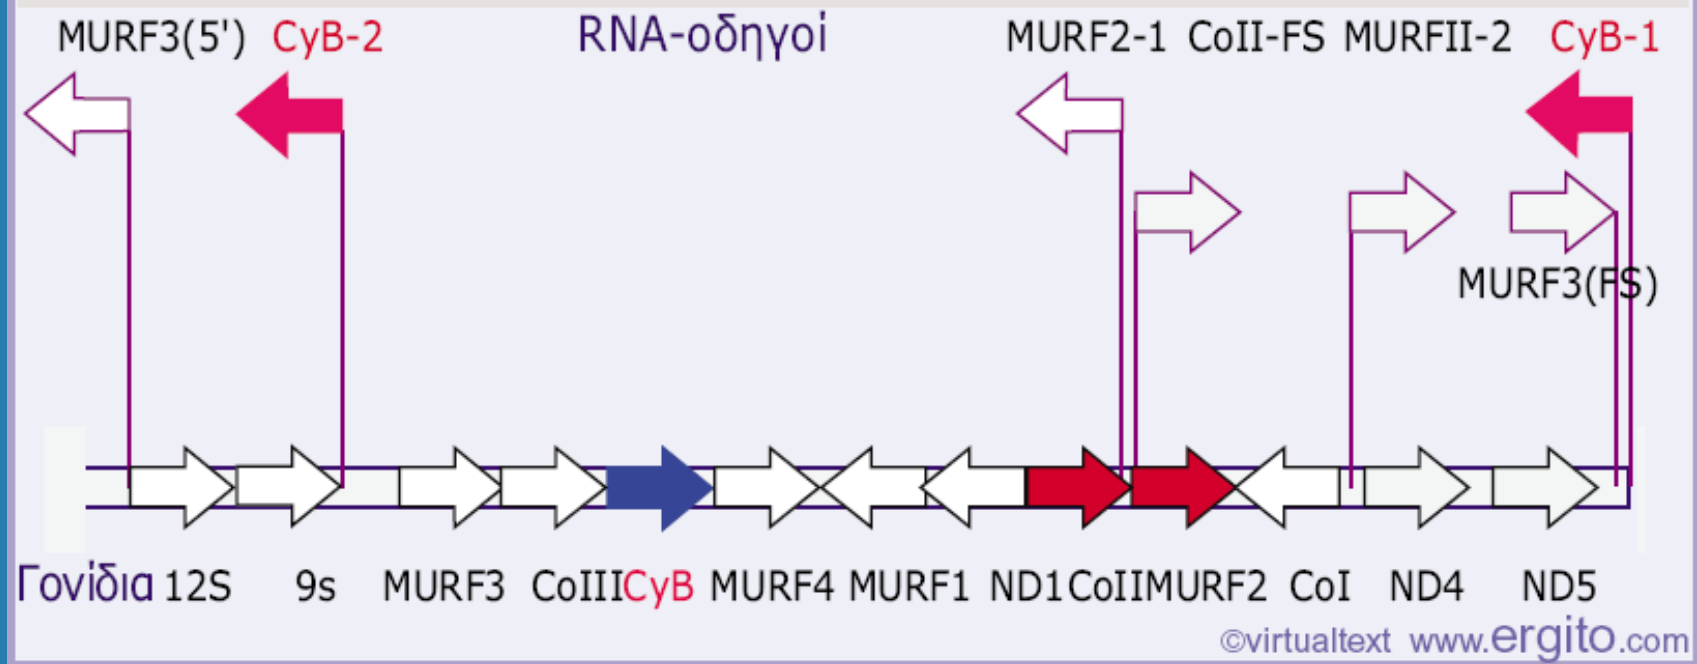 MURF3(5') CyB-2 RNA-οδηγοί MURF2-1 CoII-FS MURFII-2 CyB-1
MURF3(FS)
Γονίδια 12S 9s MURF3 CoIII CyB MURF4 MURF1 ND1 CoII MURF2 CoI ND4 ND5
©virtualtext www.ergito.com